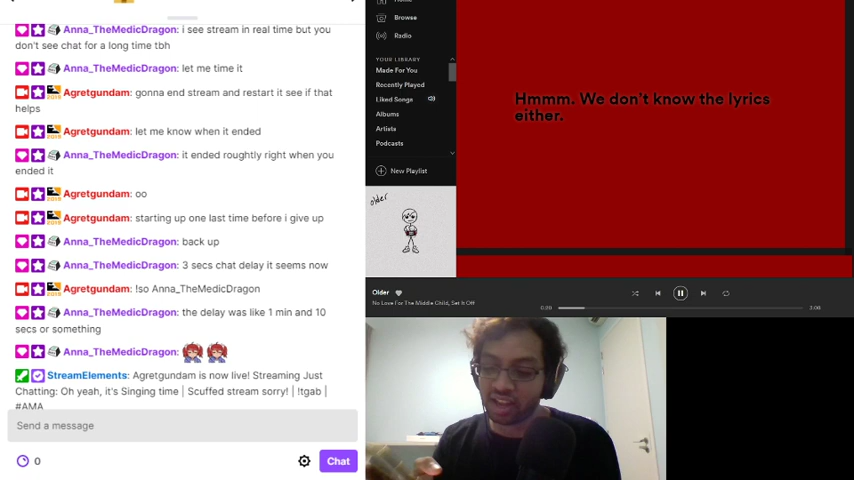 Anna_TheMedicDragon: i see stream in real time but you
don't see chat for a long time tbh
Anna_TheMedicDragon: let me time it
Agretgundam: gonna end stream and restart it see if that
helps
Agretgundam: let me know when it ended
Anna_TheMedicDragon: it ended roughtly right when you
ended it
Agretgundam: oo
Agretgundam: starting up one last time before i give up
Anna_TheMedicDragon: back up
Anna_TheMedicDragon: 3 secs chat delay it seems now
Agretgundam: !so Anna_TheMedicDragon
Anna_TheMedicDragon: the delay was like 1 min and 10
secs or something
Anna_TheMedicDragon:
StreamElements: Agretgundam is now live! Streaming Just
Chatting: Oh yeah, it's Singing time | Scuffed stream sorry! | !tgab |
#AMA
Send a message
0
Chat
Browse
Radio
YOUR LIBRARY
Made For You
Recently Played
Liked Songs
Albums
Artists
Podcasts
New Playlist
older
Hmmm. We don't know the lyrics
either.
Older
No Love For The Middle Child, Set It Off
0:29
3:06